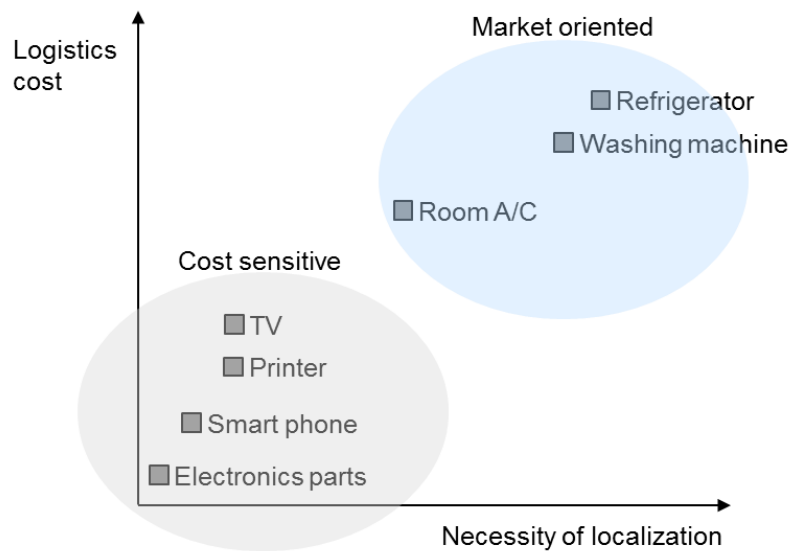 Market oriented
Logistics
cost
Refrigerator
Washing machine
Room A/C
Cost sensitive
TV
Printer
Smart phone
Electronics parts
Necessity of localization